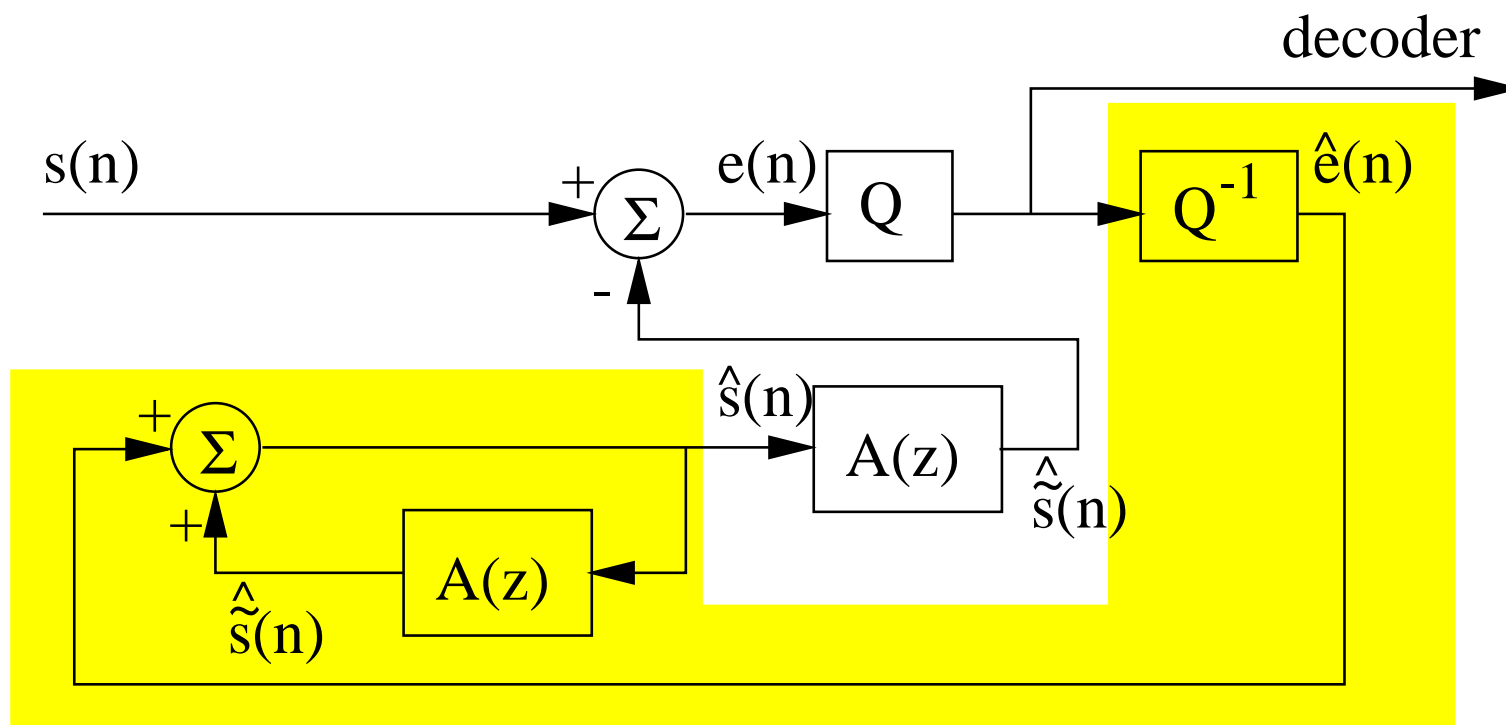 decoder
s(n)
+
Σ
-
e(n)
Q
Q⁻¹
ê(n)
+
Σ
+
ŝ(n)
A(z)
s̃̂(n)
A(z)
s̃̂(n)